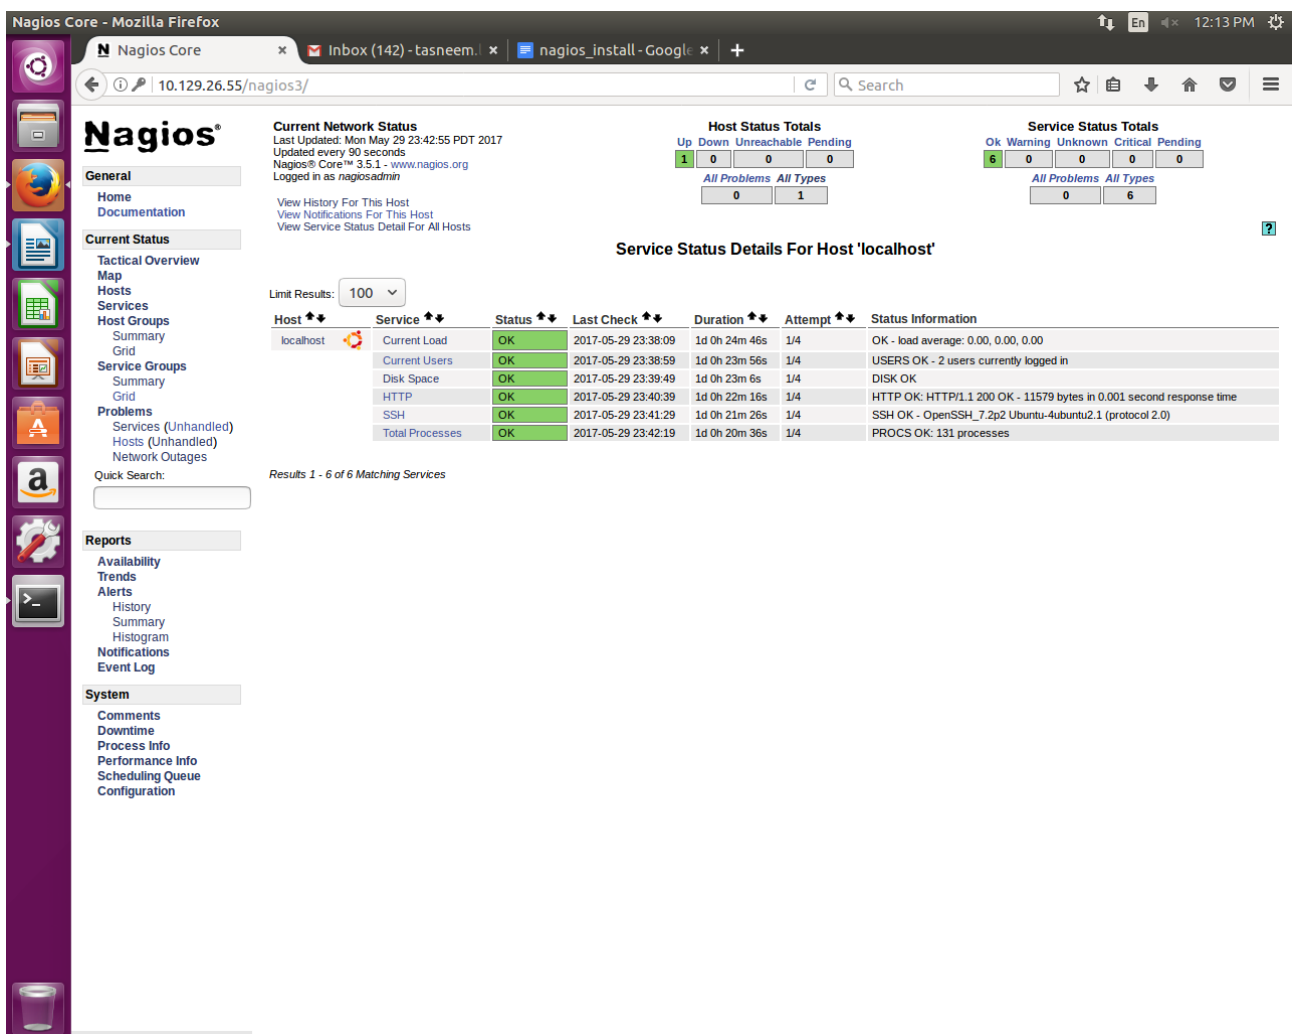 Nagios Core - Mozilla Firefox
En
12:13 PM
Nagios Core
Inbox (142) - tasneem.
nagios_install - Google
10.129.26.55/nagios3/
Search
Nagios®
General
Home
Documentation
Current Status
Tactical Overview
Map
Hosts
Services
Host Groups
Summary
Grid
Service Groups
Summary
Grid
Problems
Services (Unhandled)
Hosts (Unhandled)
Network Outages
Quick Search:
Reports
Availability
Trends
Alerts
History
Summary
Histogram
Notifications
Event Log
System
Comments
Downtime
Process Info
Performance Info
Scheduling Queue
Configuration
Current Network Status
Last Updated: Mon May 29 23:42:55 PDT 2017
Updated every 90 seconds
Nagios® Core™ 3.5.1 - www.nagios.org
Logged in as nagiosadmin
View History For This Host
View Notifications For This Host
View Service Status Detail For All Hosts
Host Status Totals
Up Down Unreachable Pending
1 0 0 0
All Problems All Types
0 1
Service Status Totals
Ok Warning Unknown Critical Pending
6 0 0 0 0
All Problems All Types
0 6
?
Service Status Details For Host 'localhost'
Limit Results: 100
Host Service Status Last Check Duration Attempt Status Information
localhost Current Load OK 2017-05-29 23:38:09 1d 0h 24m 46s 1/4 OK - load average: 0.00, 0.00, 0.00
Current Users OK 2017-05-29 23:38:59 1d 0h 23m 56s 1/4 USERS OK - 2 users currently logged in
Disk Space OK 2017-05-29 23:39:49 1d 0h 23m 6s 1/4 DISK OK
HTTP OK 2017-05-29 23:40:39 1d 0h 22m 16s 1/4 HTTP OK: HTTP/1.1 200 OK - 11579 bytes in 0.001 second response time
SSH OK 2017-05-29 23:41:29 1d 0h 21m 26s 1/4 SSH OK - OpenSSH_7.2p2 Ubuntu-4ubuntu2.1 (protocol 2.0)
Total Processes OK 2017-05-29 23:42:19 1d 0h 20m 36s 1/4 PROCS OK: 131 processes
Results 1 - 6 of 6 Matching Services